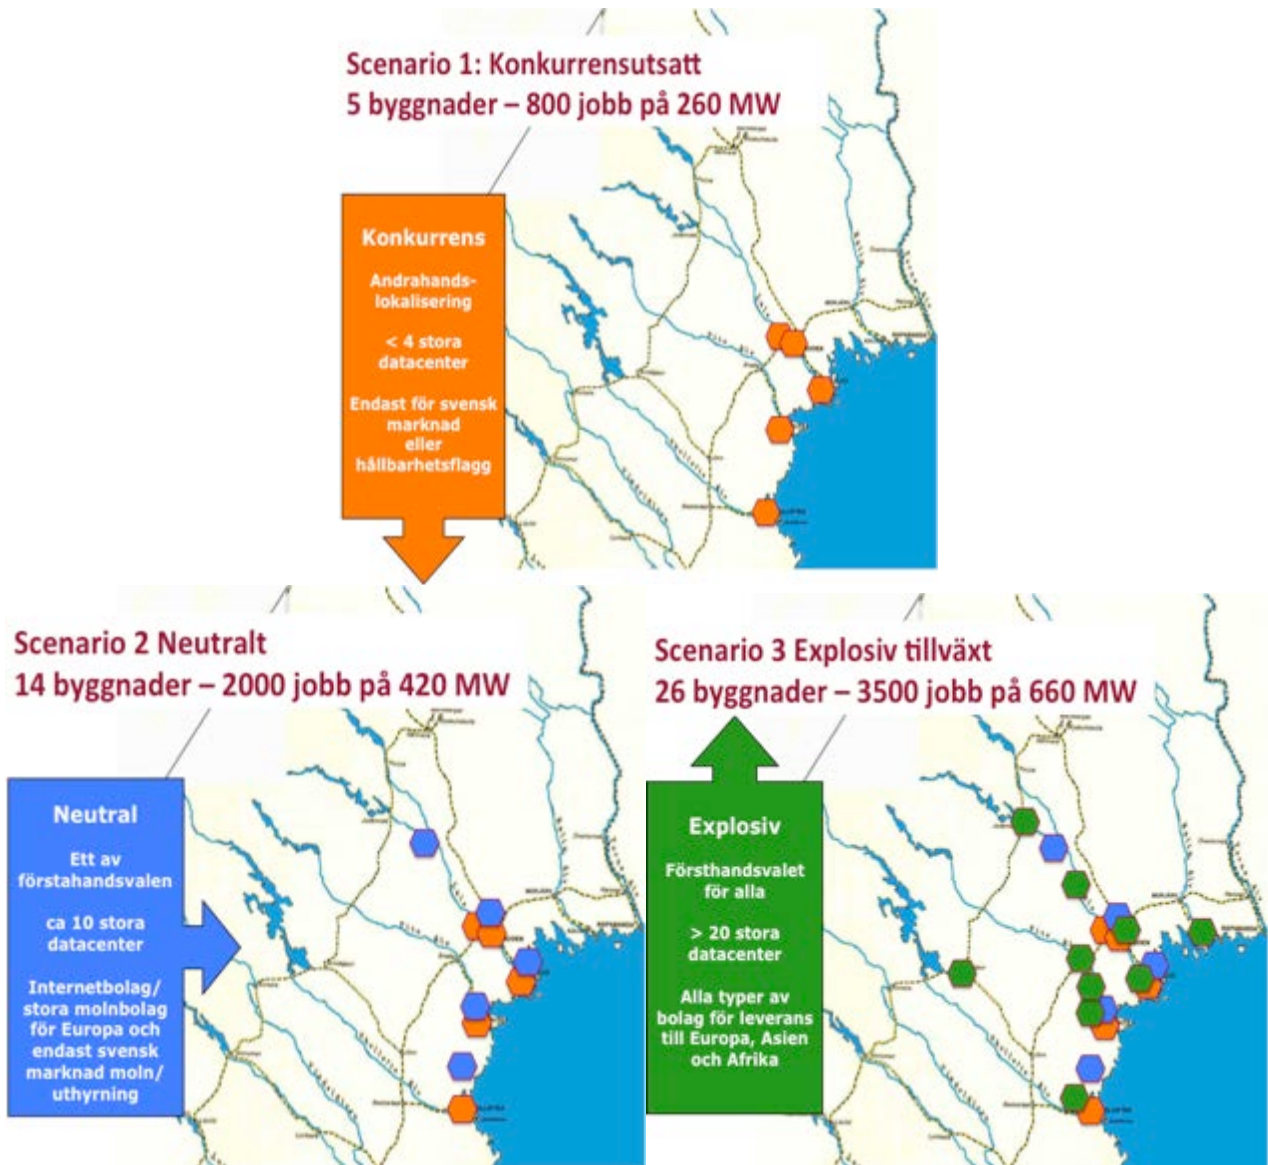 Scenario 1: Konkurrensutsatt
5 byggnader – 800 jobb på 260 MW
Konkurrens
Andrahands-
lokalisering
< 4 stora
datacenter
Endast för svensk
marknad
eller
hållbarhetsflagg
Scenario 2 Neutralt
14 byggnader – 2000 jobb på 420 MW
Neutral
Ett av
förstahandsvalen
ca 10 stora
datacenter
Internetbolag/
stora molnbolag
för Europa och
endast svensk
marknad moln/
uthyrning
Scenario 3 Explosiv tillväxt
26 byggnader – 3500 jobb på 660 MW
Explosiv
Försthandsvalet
för alla
> 20 stora
datacenter
Alla typer av
bolag för leverans
till Europa, Asien
och Afrika